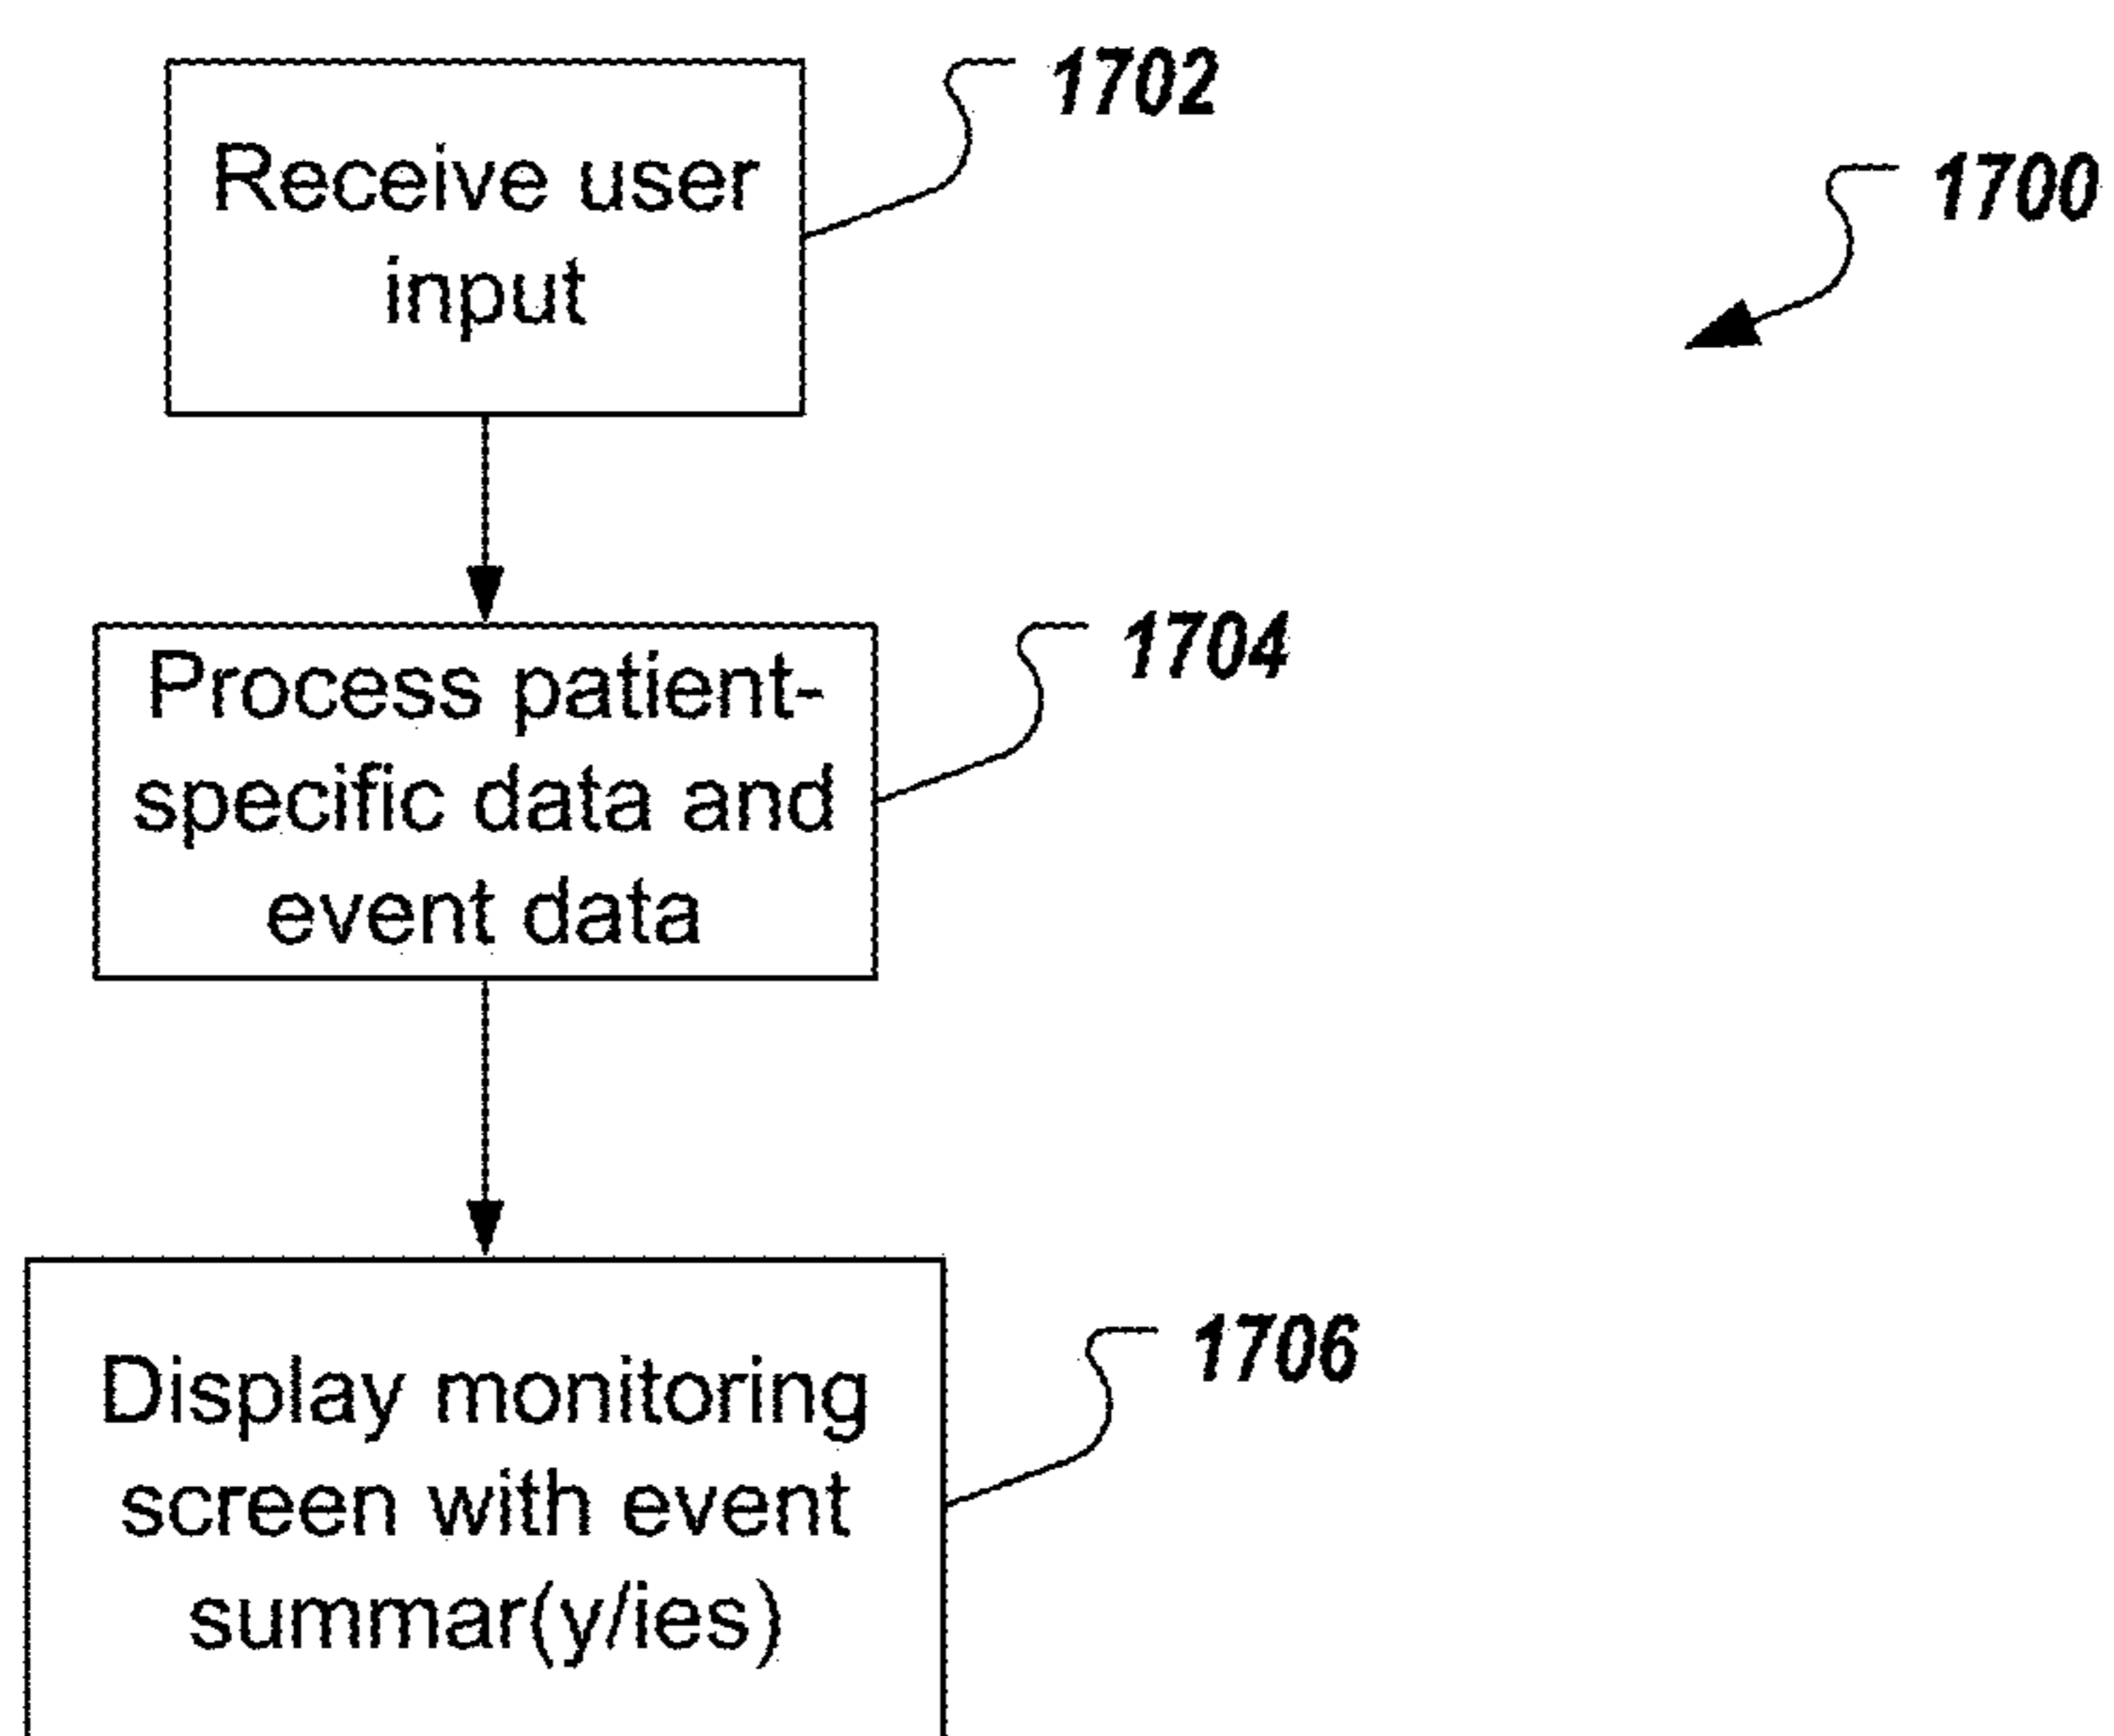 1702
1700
Receive user
input
1704
Process patient-
specific data and
event data
1706
Display monitoring
screen with event
summar(y/ies)